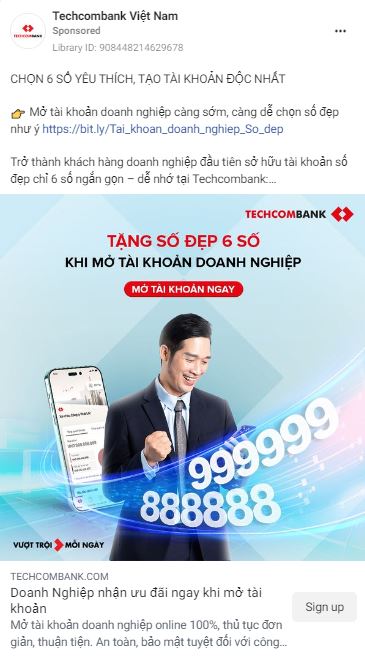 Techcombank Việt Nam
Sponsored
Library ID: 908448214629678
TECHCOMBANK
CHỌN 6 SỐ YÊU THÍCH, TẠO TÀI KHOẢN ĐỘC NHẤT
👉 Mở tài khoản doanh nghiệp càng sớm, càng dễ chọn số đẹp
như ý https://bit.ly/Tai_khoan_doanh_nghiep_So_dep
Trở thành khách hàng doanh nghiệp đầu tiên sở hữu tài khoản số
đẹp chỉ 6 số ngắn gọn – dễ nhớ tại Techcombank:...
TECHCOMBANK
TẶNG SỐ ĐẸP 6 SỐ
KHI MỞ TÀI KHOẢN DOANH NGHIỆP
MỞ TÀI KHOẢN NGAY
999999
888888
VƯỢT TRỘI MỖI NGÀY
TECHCOMBANK.COM
Doanh Nghiệp nhận ưu đãi ngay khi mở tài
khoản
Mở tài khoản doanh nghiệp online 100%, thủ tục đơn
giản, thuận tiện. An toàn, bảo mật tuyệt đối với công...
Sign up